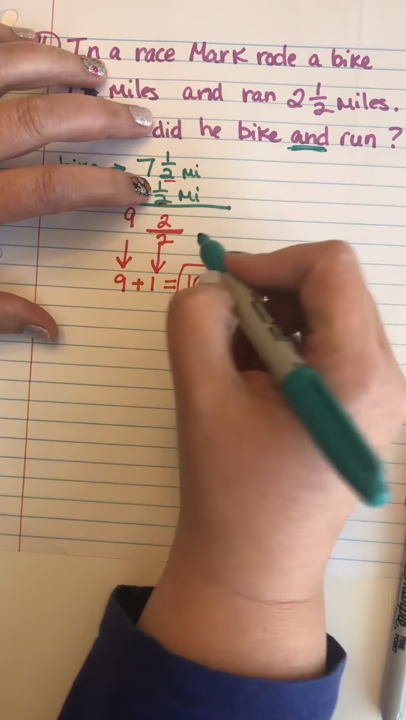 In a race Mark rode a bike
Miles and ran 2 1/2 Miles.
did he bike and run ?
bike → 7 1/2 Mi
1/2 Mi
9 2/2
9 + 1 =